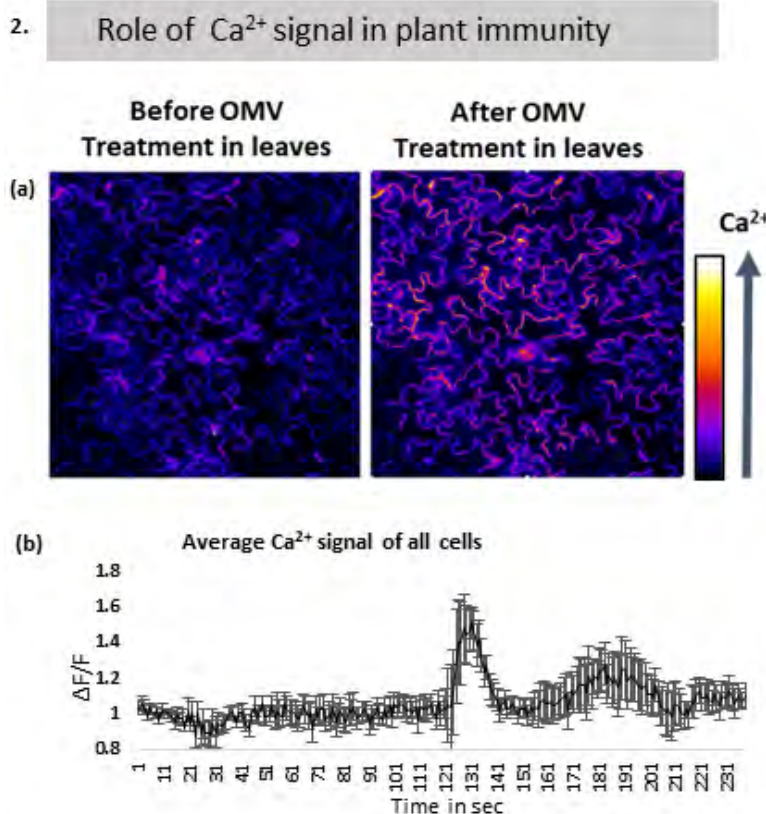 2. Role of Ca²⁺ signal in plant immunity
Before OMV
Treatment in leaves
After OMV
Treatment in leaves
(a)
Ca²⁺
(b) Average Ca²⁺ signal of all cells
1.8
1.6
1.4
1.2
1
0.8
ΔF/F
1 11 21 31 41 51 61 71 81 91 101 111 121 131 141 151 161 171 181 191 201 211 221 231
Time in sec